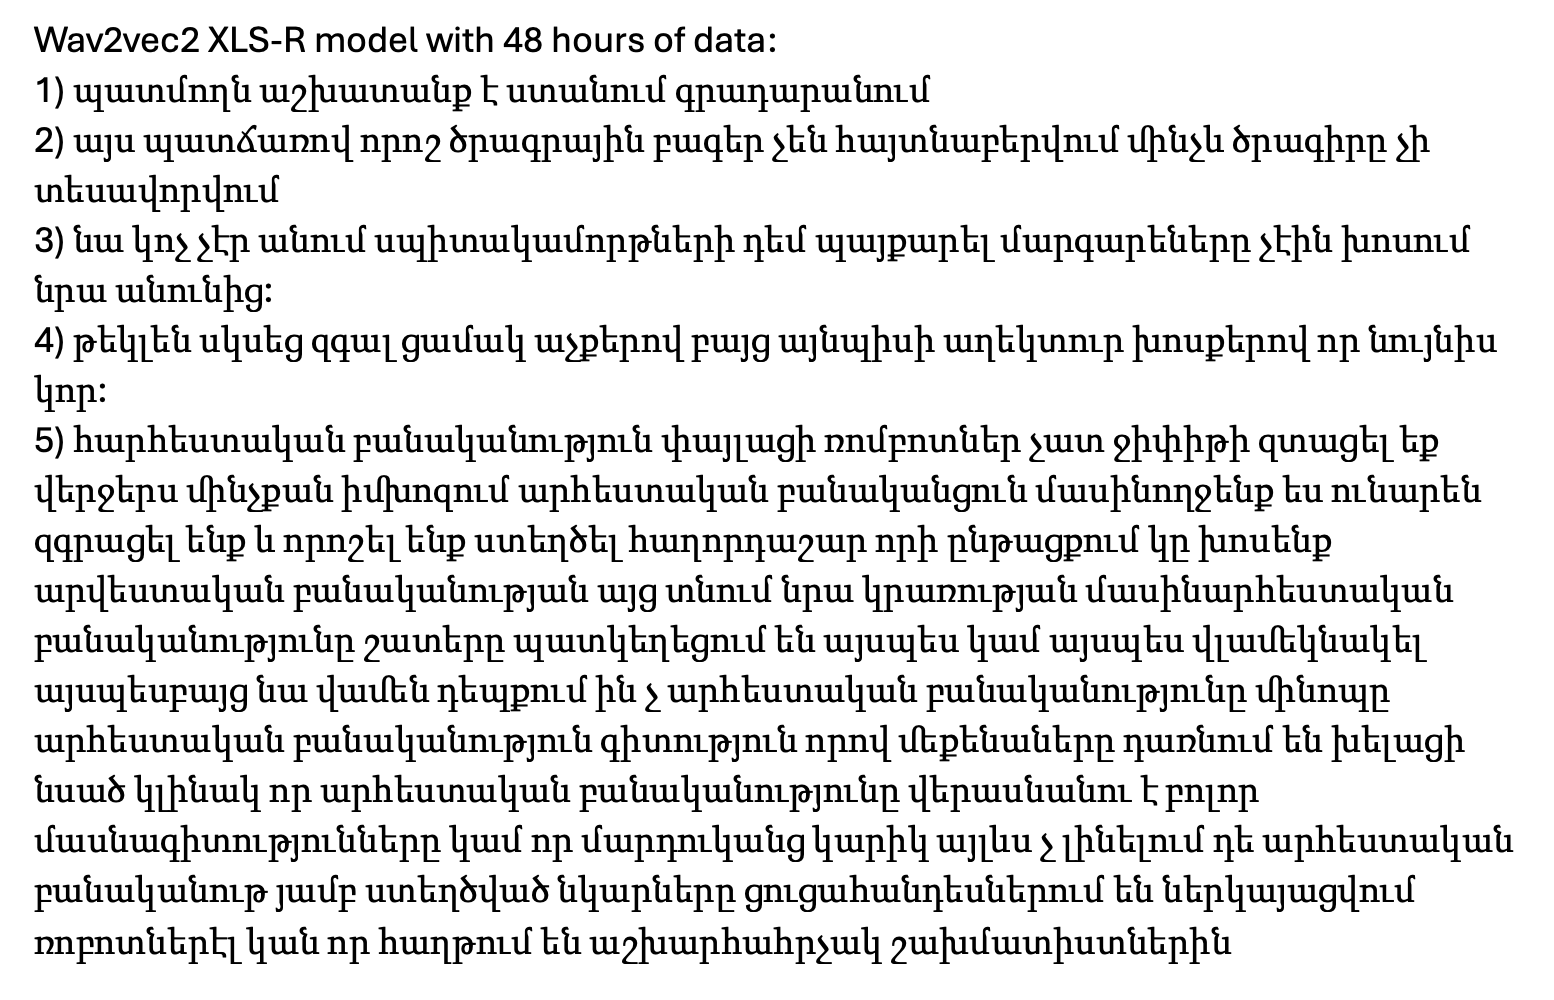 Wav2vec2 XLS-R model with 48 hours of data:
1) պատմողն աշխատանք է ստանում գրադարանում
2) այս պատճառով որոշ ծրագրային բագեր չեն հայտնաբերվում մինչև ծրագիրը չի
տեսավորվում
3) նա կոչ չէր անում սպիտակամորթների դեմ պայքարել մարգարեները չէին խոսում
նրա անունից:
4) թեկլեն սկսեց զգալ ցամակ աչքերով բայց այնպիսի աղեկտուր խոսքերով որ նույնիս
կոր:
5) հարհեստական բանականություն փայլացի ռոմբոտներ չատ ջիփիթի զտացել եք
վերջերս մինչքան իմխոզում արհեստական բանականցուն մասինողջենք ես ունարեն
զգրացել ենք և որոշել ենք ստեղծել հաղորդաշար որի ընթացքում կը խոսենք
արվեստական բանականության այց տնում նրա կրառության մասինարհեստական
բանականությունը շատերը պատկեղեցում են այսպես կամ այսպես վլամեկնակել
այսպեսբայց նա վամեն դեպքում ին չ արհեստական բանականությունը մինոպը
արհեստական բանականություն գիտություն որով մեքենաները դառնում են խելացի
նսած կլինակ որ արհեստական բանականությունը վերասնանու է բոլոր
մասնագիտությունները կամ որ մարդուկանց կարիկ այլևս չ լինելում դե արհեստական
բանականութ յամբ ստեղծված նկարները ցուցահանդեսներում են ներկայացվում
ռոբոտներէլ կան որ հաղթում են աշխարհահրչակ շախմատիստներին